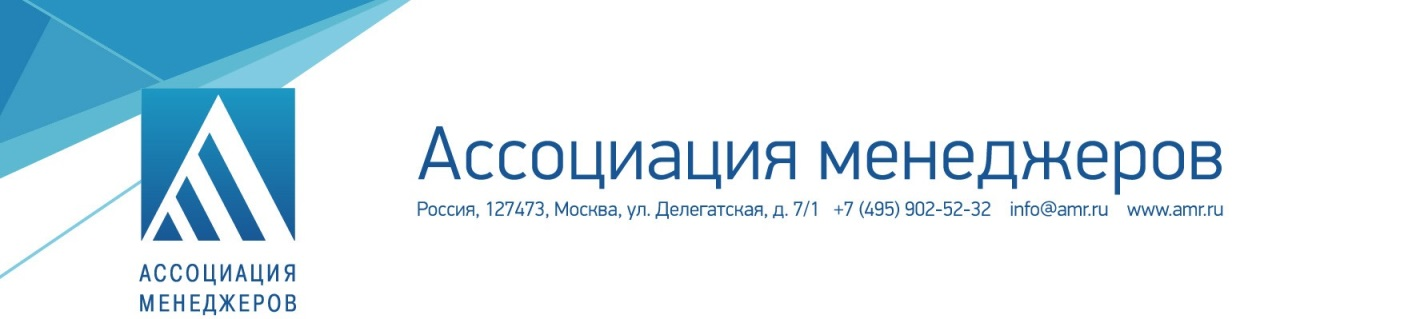 Ассоциация менеджеров
Россия, 127473, Москва, ул. Делегатская, д. 7/1 +7 (495) 902-52-32 info@amr.ru www.amr.ru
АССОЦИАЦИЯ
МЕНЕДЖЕРОВ